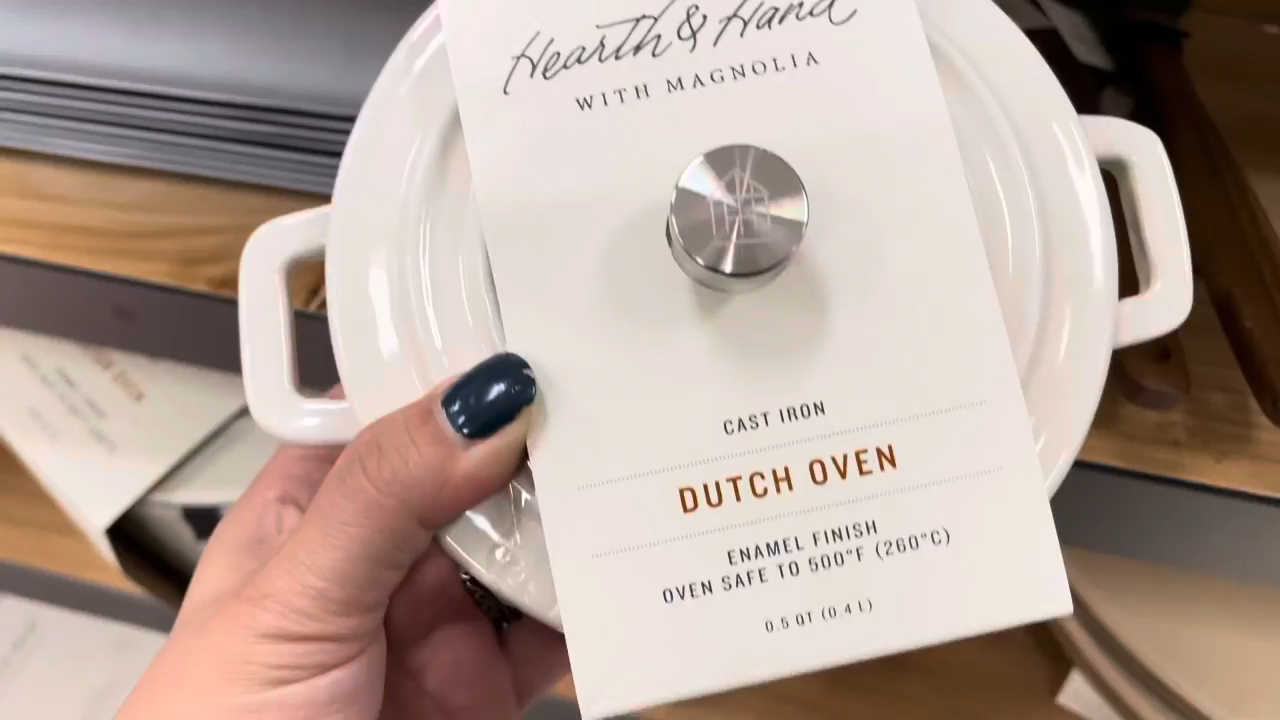 Hearth & Hand
WITH MAGNOLIA
CAST IRON
DUTCH OVEN
ENAMEL FINISH
OVEN SAFE TO 500°F (260°C)
0.5 QT (0.4 L)